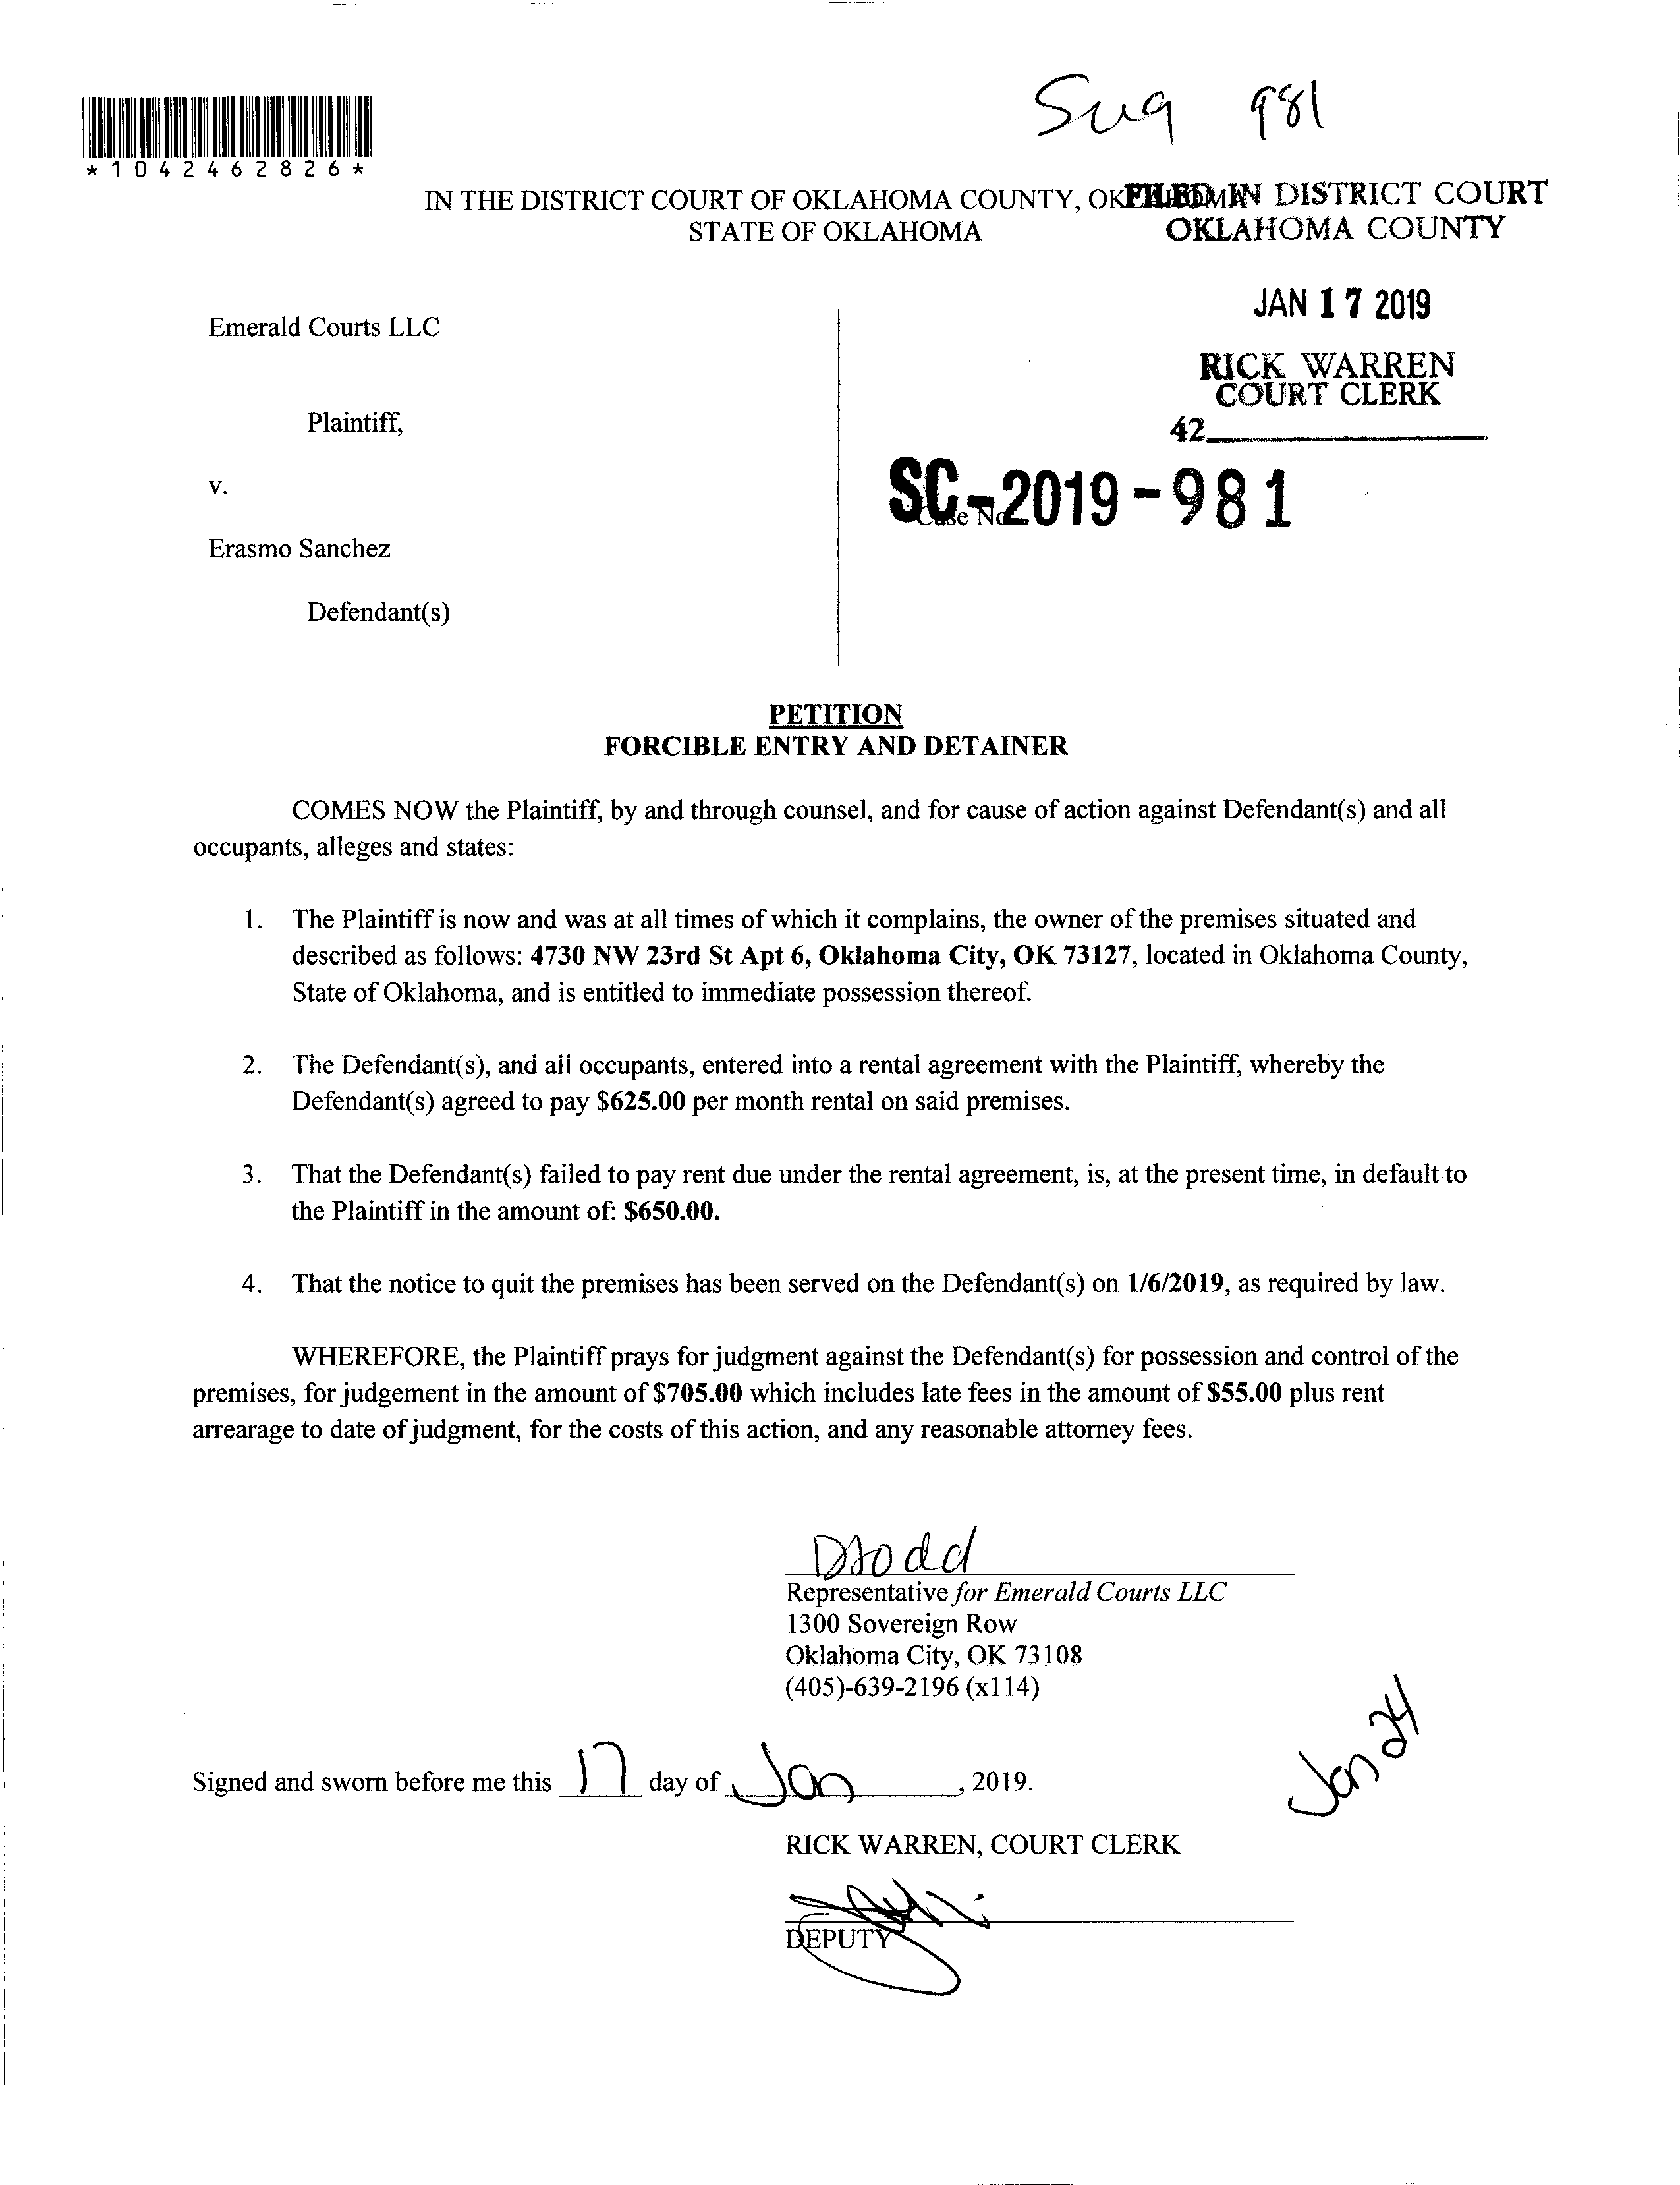 Sug 981
*1042462826*
IN THE DISTRICT COURT OF OKLAHOMA COUNTY, OKLAHOMA
STATE OF OKLAHOMA
FILED IN DISTRICT COURT
OKLAHOMA COUNTY
JAN 17 2019
RICK WARREN
COURT CLERK
42
Emerald Courts LLC
Plaintiff,
v.
SC-2019-981
Case No.
Erasmo Sanchez
Defendant(s)
PETITION
FORCIBLE ENTRY AND DETAINER
COMES NOW the Plaintiff, by and through counsel, and for cause of action against Defendant(s) and all
occupants, alleges and states:
1. The Plaintiff is now and was at all times of which it complains, the owner of the premises situated and
described as follows: 4730 NW 23rd St Apt 6, Oklahoma City, OK 73127, located in Oklahoma County,
State of Oklahoma, and is entitled to immediate possession thereof.
2. The Defendant(s), and all occupants, entered into a rental agreement with the Plaintiff, whereby the
Defendant(s) agreed to pay $625.00 per month rental on said premises.
3. That the Defendant(s) failed to pay rent due under the rental agreement, is, at the present time, in default to
the Plaintiff in the amount of: $650.00.
4. That the notice to quit the premises has been served on the Defendant(s) on 1/6/2019, as required by law.
WHEREFORE, the Plaintiff prays for judgment against the Defendant(s) for possession and control of the
premises, for judgement in the amount of $705.00 which includes late fees in the amount of $55.00 plus rent
arrearage to date of judgment, for the costs of this action, and any reasonable attorney fees.
Representative for Emerald Courts LLC
1300 Sovereign Row
Oklahoma City, OK 73108
(405)-639-2196 (x114)
Jan 24
Signed and sworn before me this 17 day of Jan, 2019.
RICK WARREN, COURT CLERK
DEPUTY